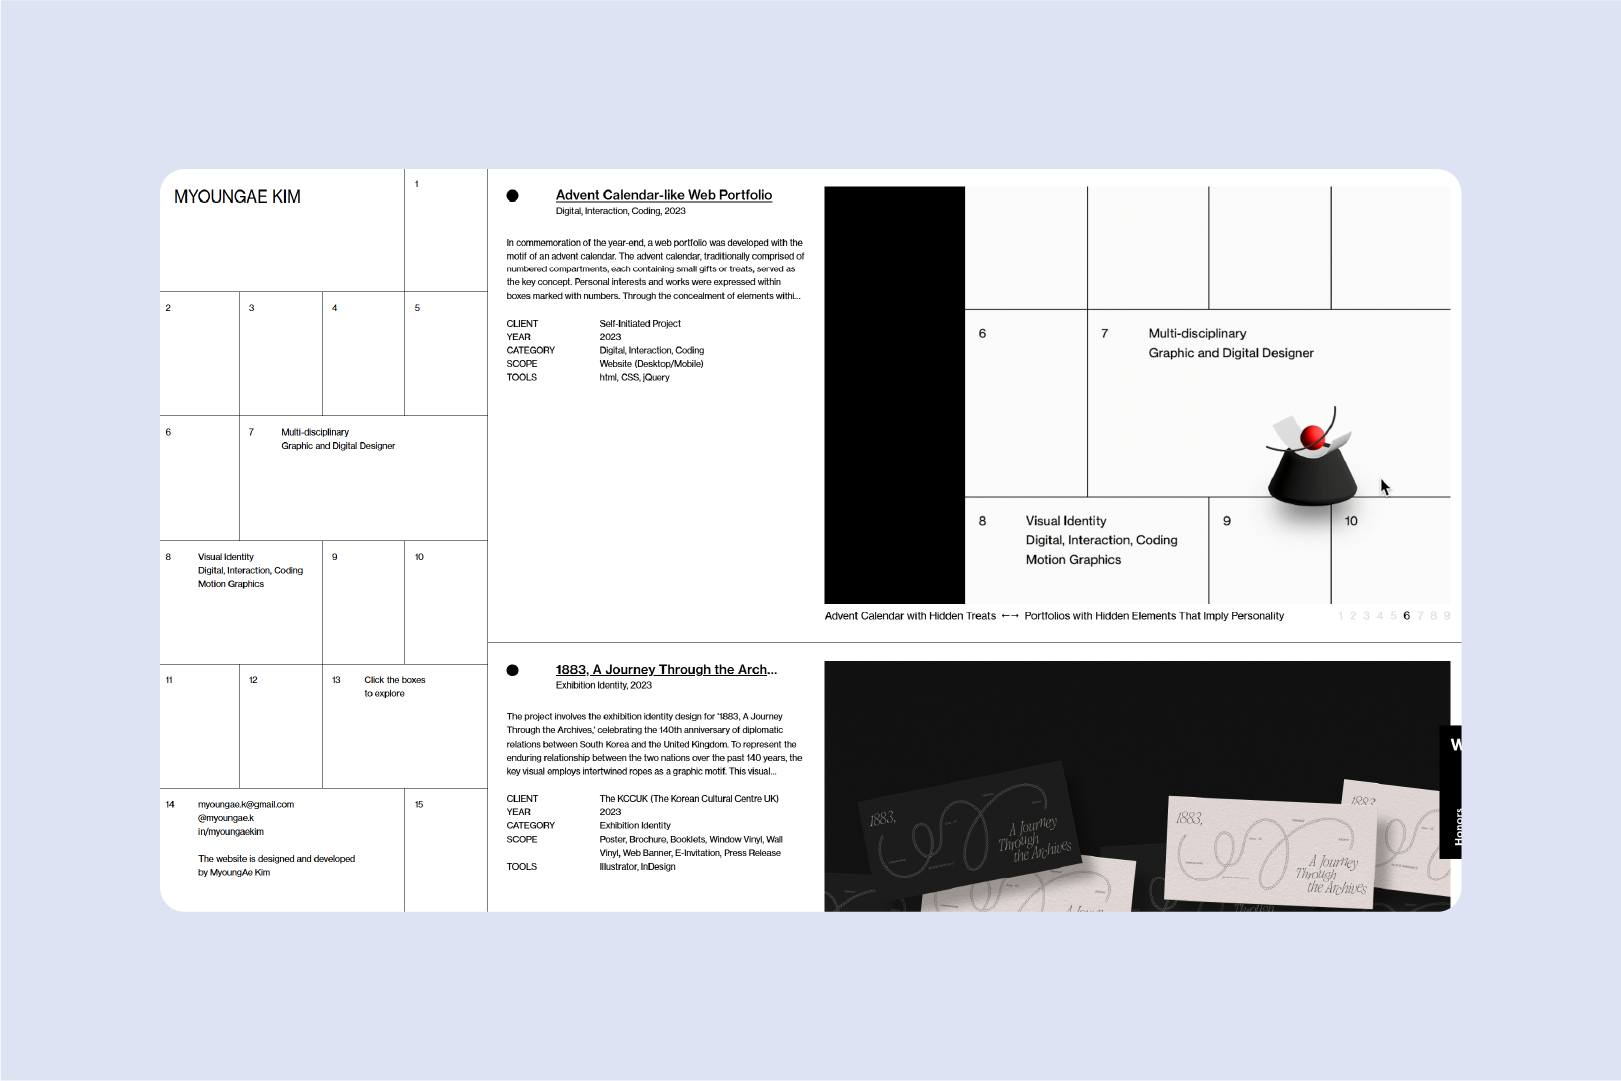 MYOUNGAE KIM
1
2
3
4
5
6
7 Multi-disciplinary
Graphic and Digital Designer
8 Visual Identity
Digital, Interaction, Coding
Motion Graphics
9
10
11
12
13 Click the boxes
to explore
14 myoungae.k@gmail.com
@myoungae.k
in/myoungaekim
The website is designed and developed
by MyoungAe Kim
15
Advent Calendar-like Web Portfolio
Digital, Interaction, Coding, 2023
In commemoration of the year-end, a web portfolio was developed with the
motif of an advent calendar. The advent calendar, traditionally comprised of
numbered compartments, each containing small gifts or treats, served as
the key concept. Personal interests and works were expressed within
boxes marked with numbers. Through the concealment of elements withi...
CLIENT Self-Initiated Project
YEAR 2023
CATEGORY Digital, Interaction, Coding
SCOPE Website (Desktop/Mobile)
TOOLS html, CSS, jQuery
6
7 Multi-disciplinary
Graphic and Digital Designer
8 Visual Identity
Digital, Interaction, Coding
Motion Graphics
9
10
Advent Calendar with Hidden Treats ←→ Portfolios with Hidden Elements That Imply Personality
1 2 3 4 5 6 7 8 9
1883, A Journey Through the Arch...
Exhibition Identity, 2023
The project involves the exhibition identity design for '1883, A Journey
Through the Archives,' celebrating the 140th anniversary of diplomatic
relations between South Korea and the United Kingdom. To represent the
enduring relationship between the two nations over the past 140 years, the
key visual employs intertwined ropes as a graphic motif. This visual...
CLIENT The KCCUK (The Korean Cultural Centre UK)
YEAR 2023
CATEGORY Exhibition Identity
SCOPE Poster, Brochure, Booklets, Window Vinyl, Wall
Vinyl, Web Banner, E-Invitation, Press Release
TOOLS Illustrator, InDesign
1883,
A Journey
Through
the Archives
1883,
A Journey
Through
the Archives
1883
A Journey
W
Honors